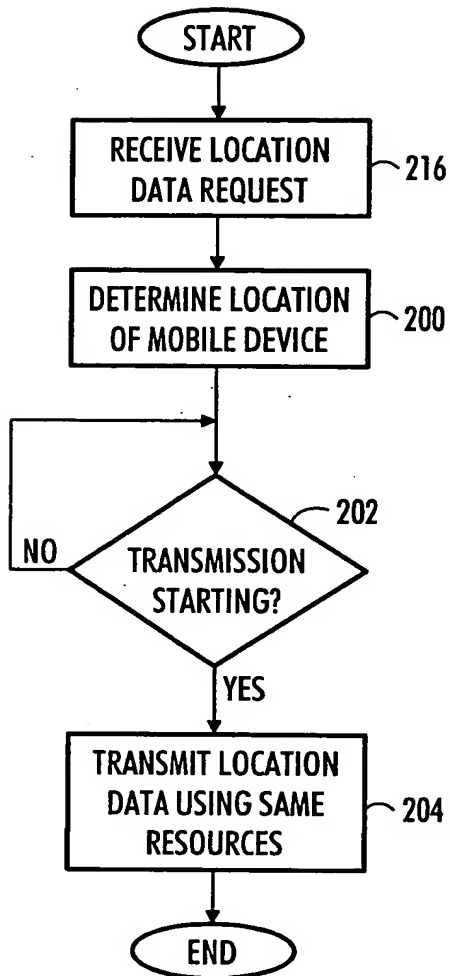 START
RECEIVE LOCATION
DATA REQUEST
216
DETERMINE LOCATION
OF MOBILE DEVICE
200
202
NO
TRANSMISSION
STARTING?
YES
TRANSMIT LOCATION
DATA USING SAME
RESOURCES
204
END